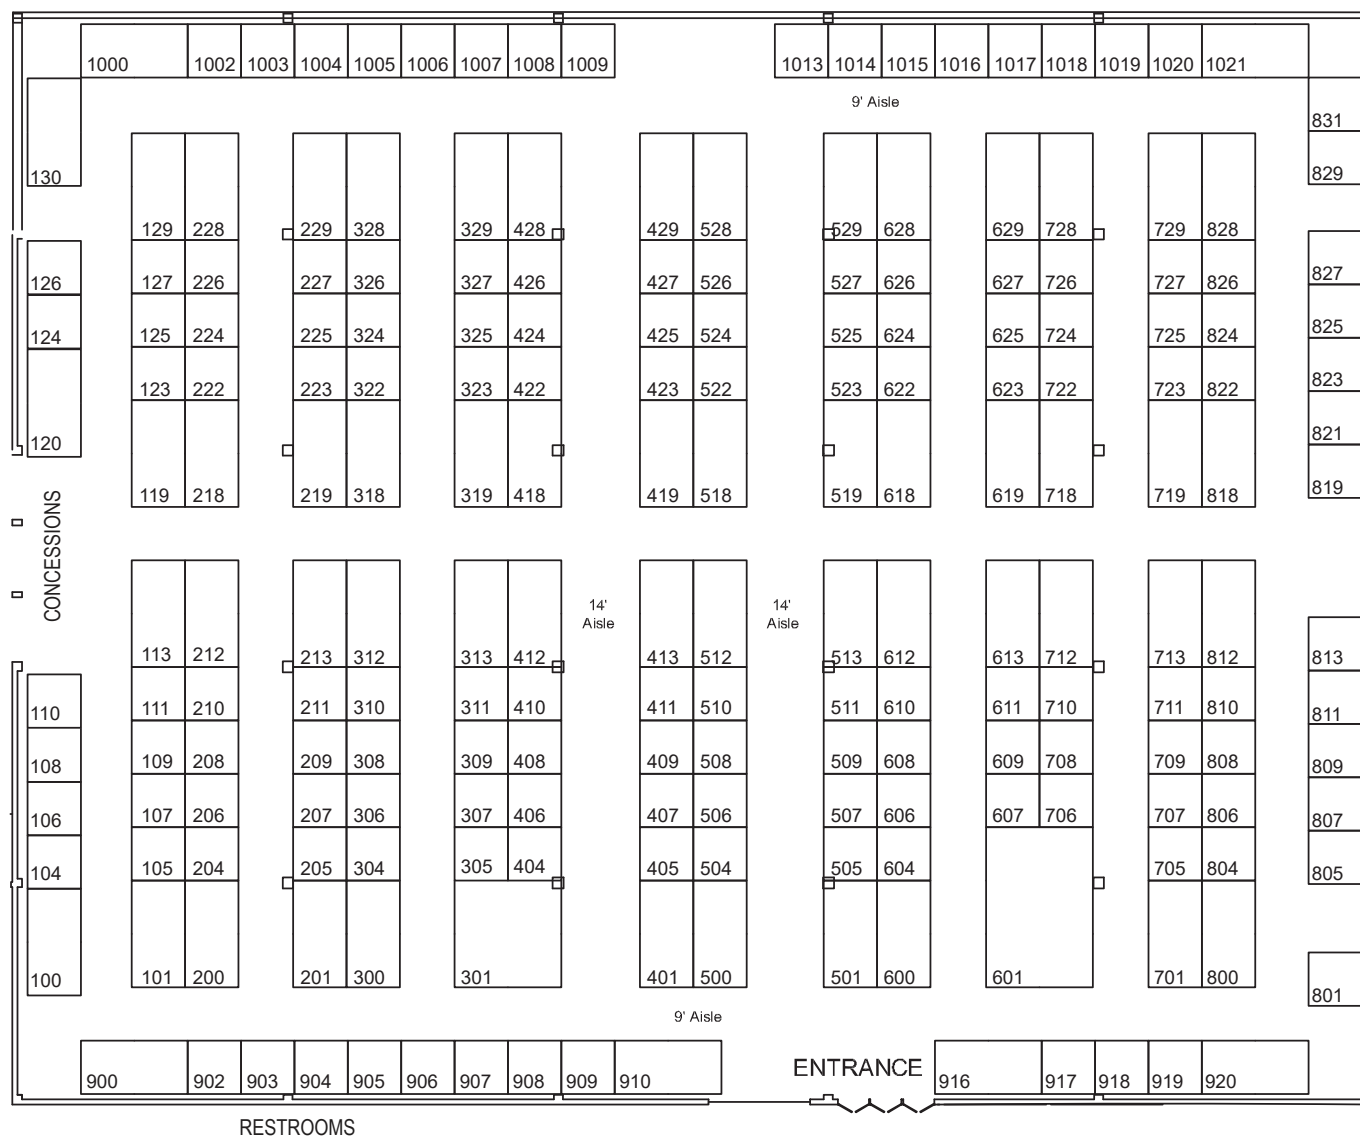 1000 1002 1003 1004 1005 1006 1007 1008 1009 1013 1014 1015 1016 1017 1018 1019 1020 1021
9' Aisle
831
130 829
129 228 229 328 329 428 429 528 529 628 629 728 729 828
126 127 226 227 326 327 426 427 526 527 626 627 726 727 826 827
124 125 224 225 324 325 424 425 524 525 624 625 724 725 824 825
123 222 223 322 323 422 423 522 523 622 623 722 723 822 823
120 821
119 218 219 318 319 418 419 518 519 618 619 718 719 818 819
CONCESSIONS
14' 14'
Aisle Aisle
113 212 213 312 313 412 413 512 513 612 613 712 713 812 813
110 111 210 211 310 311 410 411 510 511 610 611 710 711 810 811
108 109 208 209 308 309 408 409 508 509 608 609 708 709 808 809
106 107 206 207 306 307 406 407 506 507 606 607 706 707 806 807
104 105 204 205 304 305 404 405 504 505 604 705 804 805
100 101 200 201 300 301 401 500 501 600 601 701 800 801
9' Aisle
ENTRANCE
900 902 903 904 905 906 907 908 909 910 916 917 918 919 920
RESTROOMS